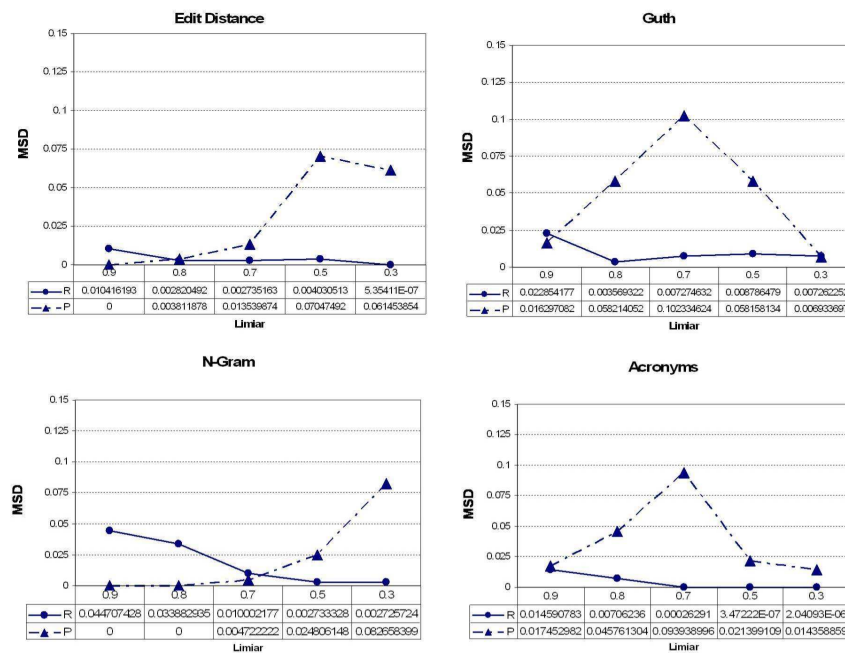 Edit Distance
0.15
0.125
0.1
0.075
0.05
0.025
0
MSD
0.9 0.8 0.7 0.5 0.3
R 0.010416193 0.002820492 0.002735163 0.004030513 5.35411E-07
P 0 0.003811878 0.013539874 0.07047492 0.061453854
Limiar
Guth
0.15
0.125
0.1
0.075
0.05
0.025
0
MSD
0.9 0.8 0.7 0.5 0.3
R 0.022854177 0.003569322 0.007274632 0.008786479 0.007262252
P 0.016297082 0.058214052 0.102334624 0.058158134 0.006933697
Limiar
N-Gram
0.15
0.125
0.1
0.075
0.05
0.025
0
MSD
0.9 0.8 0.7 0.5 0.3
R 0.044707428 0.033882935 0.010002177 0.002733328 0.002725724
P 0 0 0.004722222 0.024806148 0.082658399
Limiar
Acronyms
0.15
0.125
0.1
0.075
0.05
0.025
0
MSD
0.9 0.8 0.7 0.5 0.3
R 0.014590783 0.00706236 0.00026291 3.47222E-07 2.04093E-06
P 0.017452982 0.045761304 0.093938996 0.021399109 0.014358859
Limiar